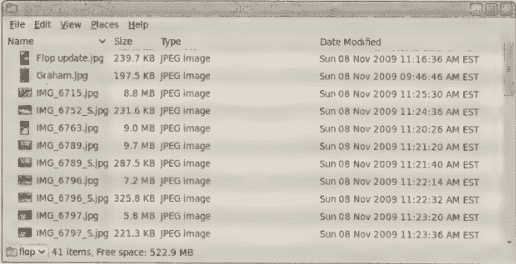 File Edit View Places Help
Name Size Type Date Modified
Flop update.jpg 239.7 KB JPEG image Sun 08 Nov 2009 11:16:36 AM EST
Graham.jpg 197.5 KB JPEG image Sun 08 Nov 2009 09:46:46 AM EST
IMG_6715.jpg 8.8 MB JPEG image Sun 08 Nov 2009 11:25:30 AM EST
IMG_6752_S.jpg 231.6 KB JPEG image Sun 08 Nov 2009 11:24:36 AM EST
IMG_6763.jpg 9.0 MB JPEG image Sun 08 Nov 2009 11:20:26 AM EST
IMG_6789.jpg 9.7 MB JPEG image Sun 08 Nov 2009 11:21:20 AM EST
IMG_6789_S.jpg 287.5 KB JPEG image Sun 08 Nov 2009 11:21:40 AM EST
IMG_6796.jpg 7.2 MB JPEG image Sun 08 Nov 2009 11:22:14 AM EST
IMG_6796_S.jpg 325.8 KB JPEG image Sun 08 Nov 2009 11:22:32 AM EST
IMG_6797.jpg 5.8 MB JPEG image Sun 08 Nov 2009 11:23:20 AM EST
IMG_6797_S.jpg 221.3 KB JPEG image Sun 08 Nov 2009 11:23:36 AM EST
flop 41 items, Free space: 522.9 MB